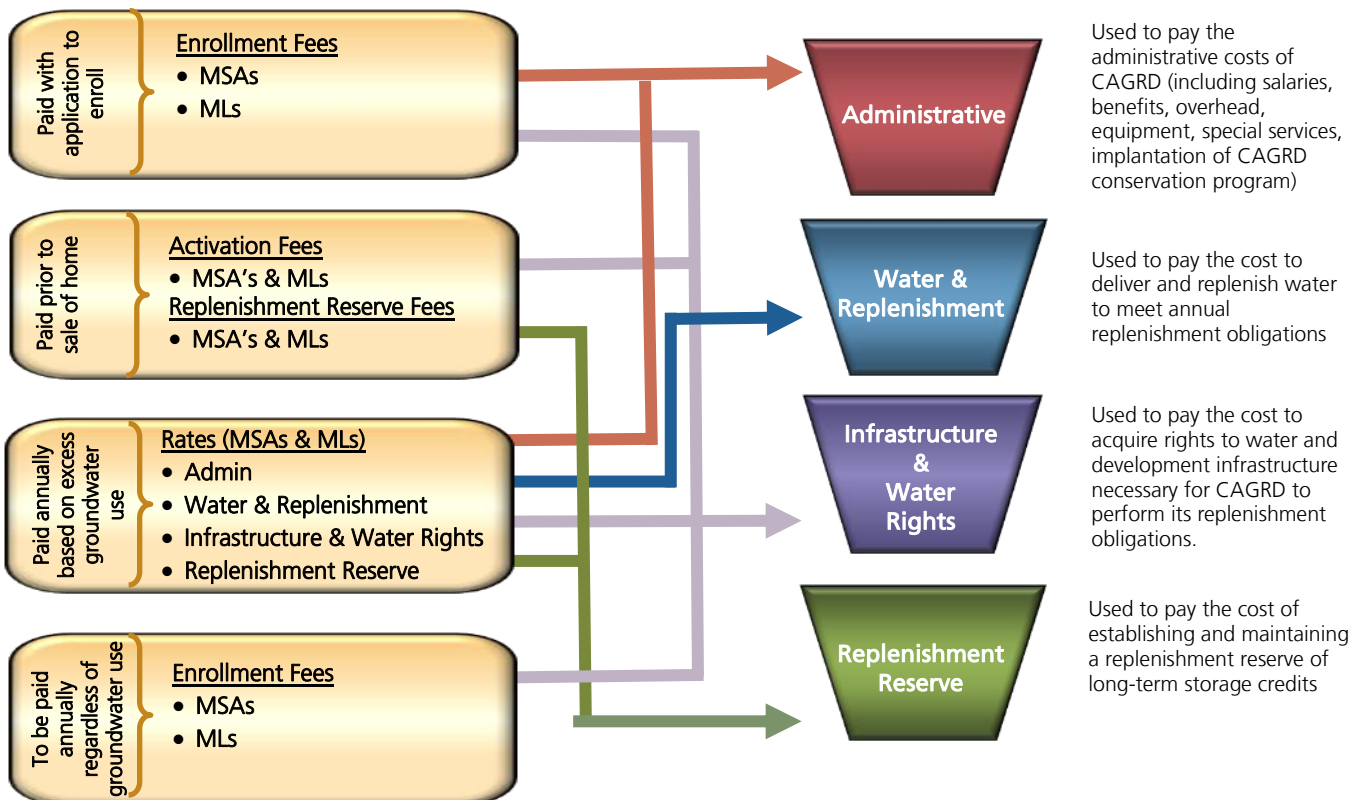 Paid with
application to
enroll
Enrollment Fees
• MSAs
• MLs
Paid prior to
sale of home
Activation Fees
• MSA's & MLs
Replenishment Reserve Fees
• MSA's & MLs
Paid annually
based on excess
groundwater
use
Rates (MSAs & MLs)
• Admin
• Water & Replenishment
• Infrastructure & Water Rights
• Replenishment Reserve
To be paid
annually
regardless of
groundwater use
Enrollment Fees
• MSAs
• MLs
Administrative
Used to pay the
administrative costs of
CAGRD (including salaries,
benefits, overhead,
equipment, special services,
implantation of CAGRD
conservation program)
Water &
Replenishment
Used to pay the cost to
deliver and replenish water
to meet annual
replenishment obligations
Infrastructure
&
Water
Rights
Used to pay the cost to
acquire rights to water and
development infrastructure
necessary for CAGRD to
perform its replenishment
obligations.
Replenishment
Reserve
Used to pay the cost of
establishing and maintaining
a replenishment reserve of
long-term storage credits